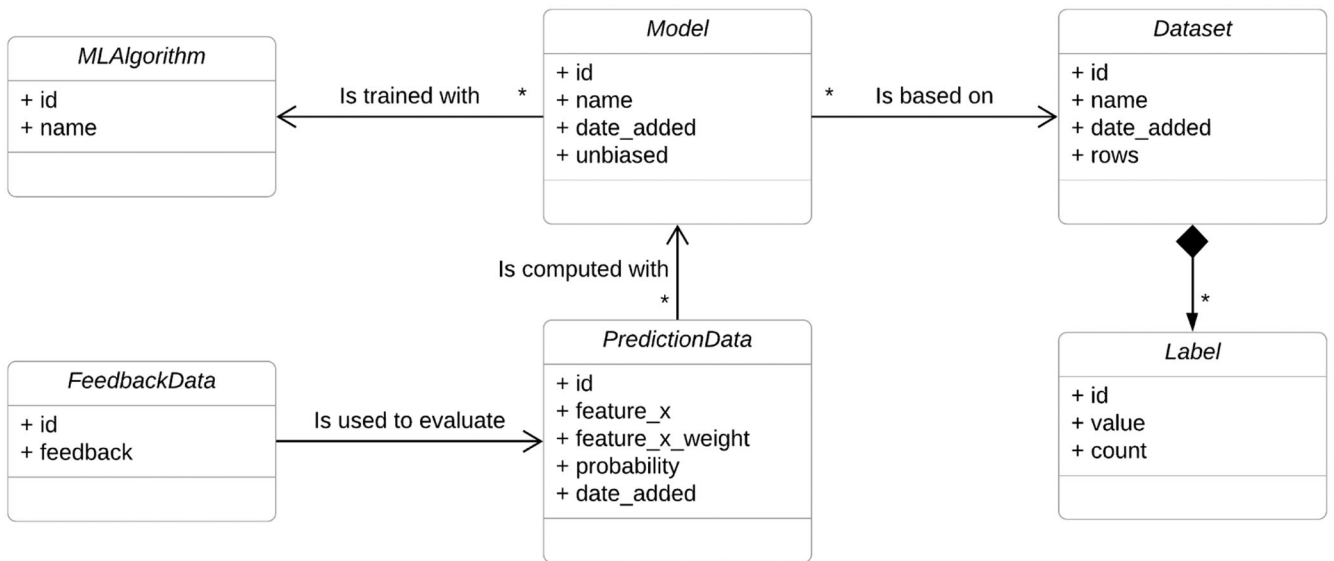 MLAlgorithm
+ id
+ name
Is trained with
*
Model
+ id
+ name
+ date_added
+ unbiased
*
Is based on
Dataset
+ id
+ name
+ date_added
+ rows
Is computed with
*
*
FeedbackData
+ id
+ feedback
Is used to evaluate
PredictionData
+ id
+ feature_x
+ feature_x_weight
+ probability
+ date_added
Label
+ id
+ value
+ count